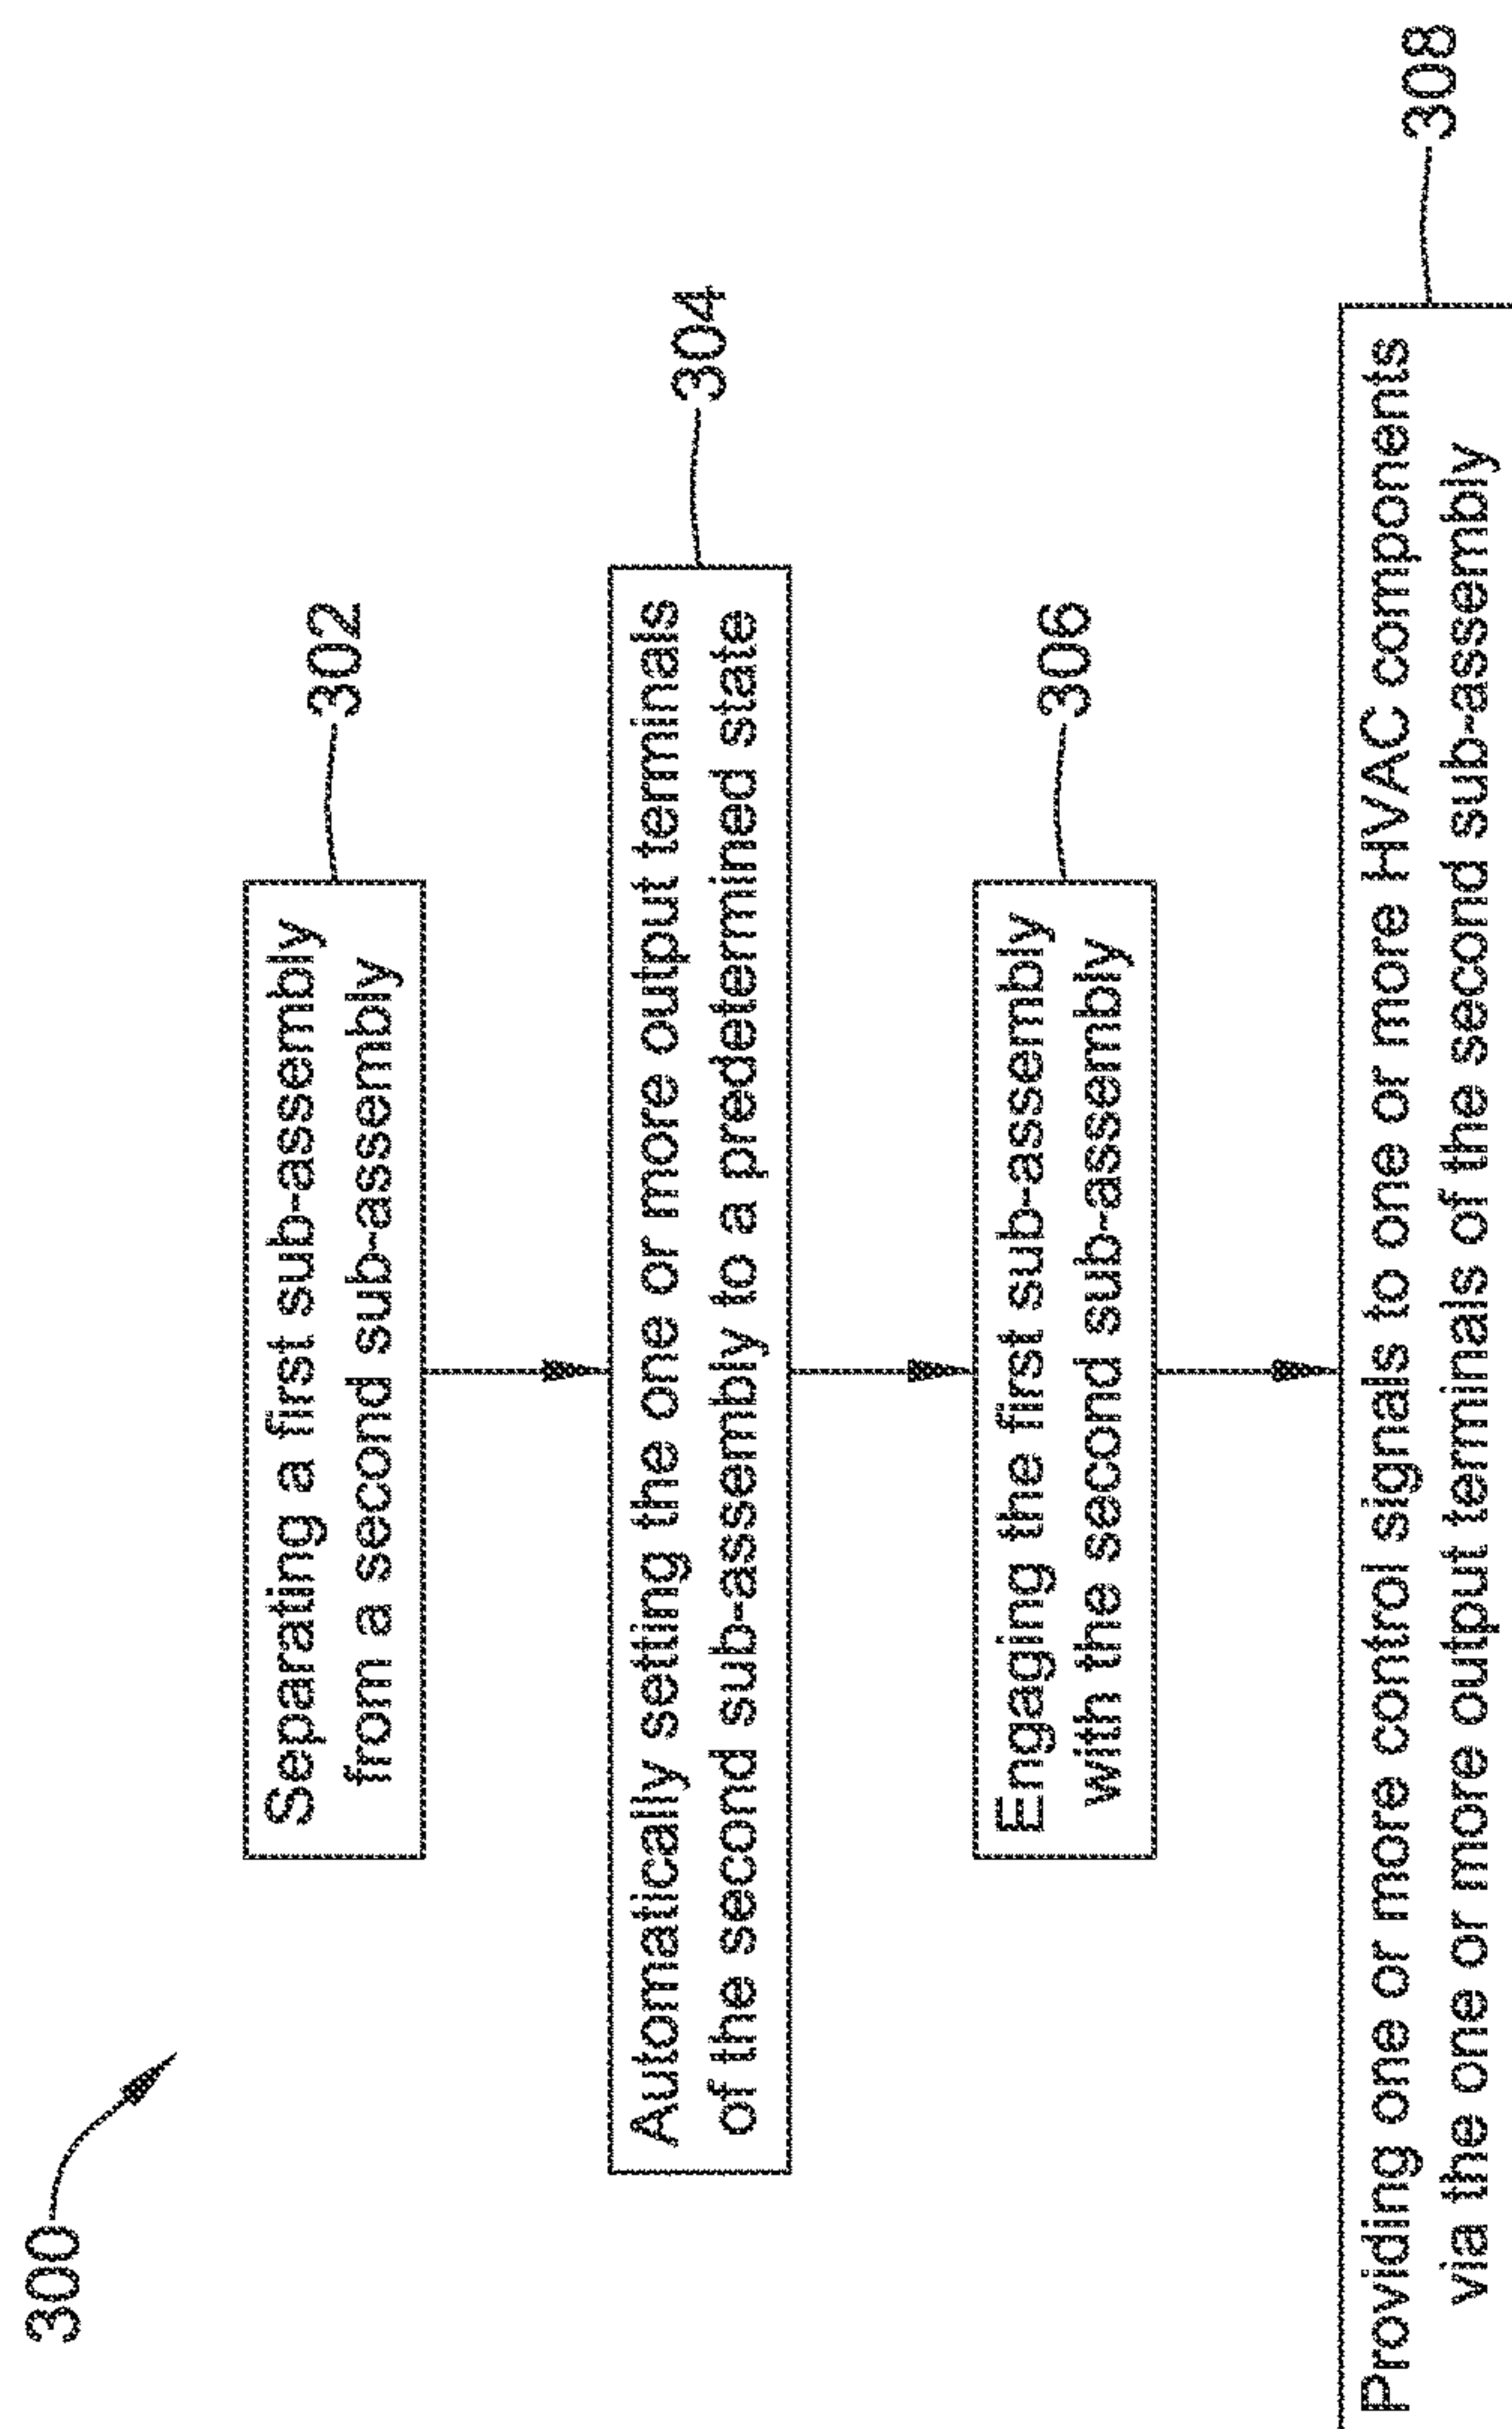 300
Separating a first sub-assembly
from a second sub-assembly
302
Automatically setting the one or more output terminals
of the second sub-assembly to a predetermined state
304
Engaging the first sub-assembly
with the second sub-assembly
306
Providing one or more control signals to one or more HVAC components
via the one or more output terminals of the second sub-assembly
308